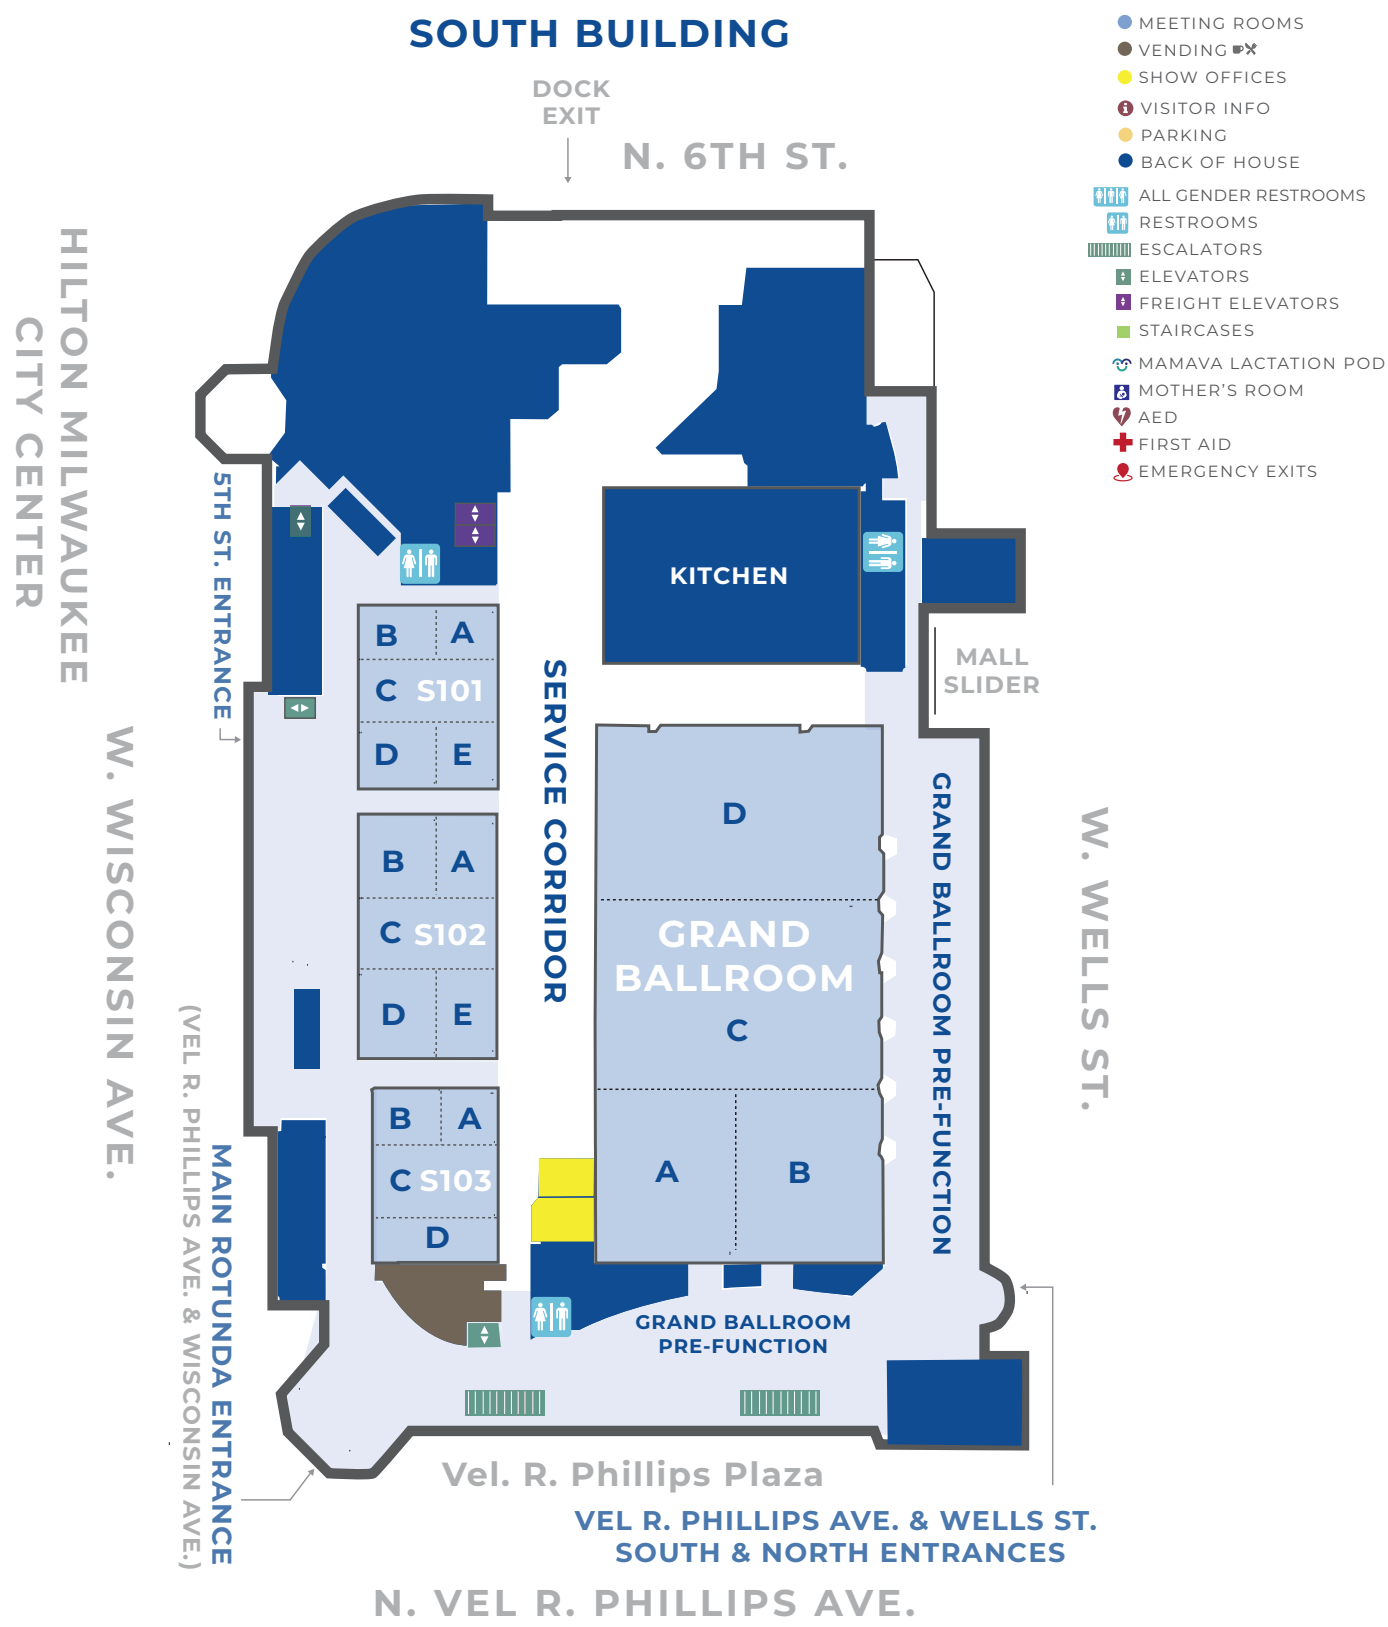 SOUTH BUILDING
DOCK
EXIT
N. 6TH ST.
MEETING ROOMS
VENDING
SHOW OFFICES
VISITOR INFO
PARKING
BACK OF HOUSE
ALL GENDER RESTROOMS
RESTROOMS
ESCALATORS
ELEVATORS
FREIGHT ELEVATORS
STAIRCASES
MAMAVA LACTATION POD
MOTHER'S ROOM
AED
FIRST AID
EMERGENCY EXITS
HILTON MILWAUKEE
CITY CENTER
5TH ST. ENTRANCE
W. WISCONSIN AVE.
KITCHEN
MALL
SLIDER
B A
C S101
D E
B A
C S102
D E
B A
C S103
D
SERVICE CORRIDOR
D
GRAND
BALLROOM
C
A B
GRAND BALLROOM PRE-FUNCTION
W. WELLS ST.
GRAND BALLROOM
PRE-FUNCTION
MAIN ROTUNDA ENTRANCE
(VEL R. PHILLIPS AVE. & WISCONSIN AVE.)
Vel. R. Phillips Plaza
VEL R. PHILLIPS AVE. & WELLS ST.
SOUTH & NORTH ENTRANCES
N. VEL R. PHILLIPS AVE.